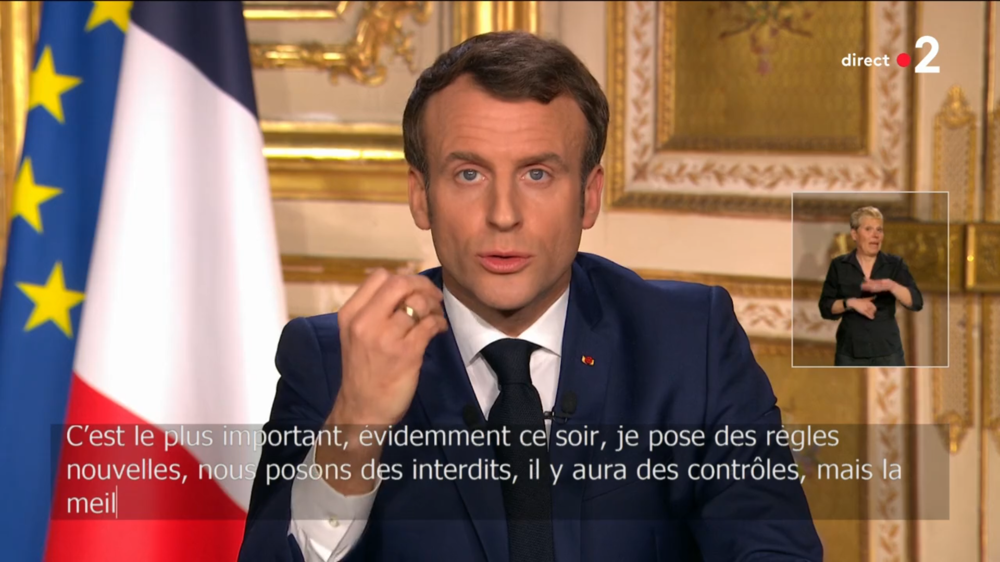 direct 2
C'est le plus important, évidemment ce soir, je pose des règles
nouvelles, nous posons des interdits, il y aura des contrôles, mais la
meil